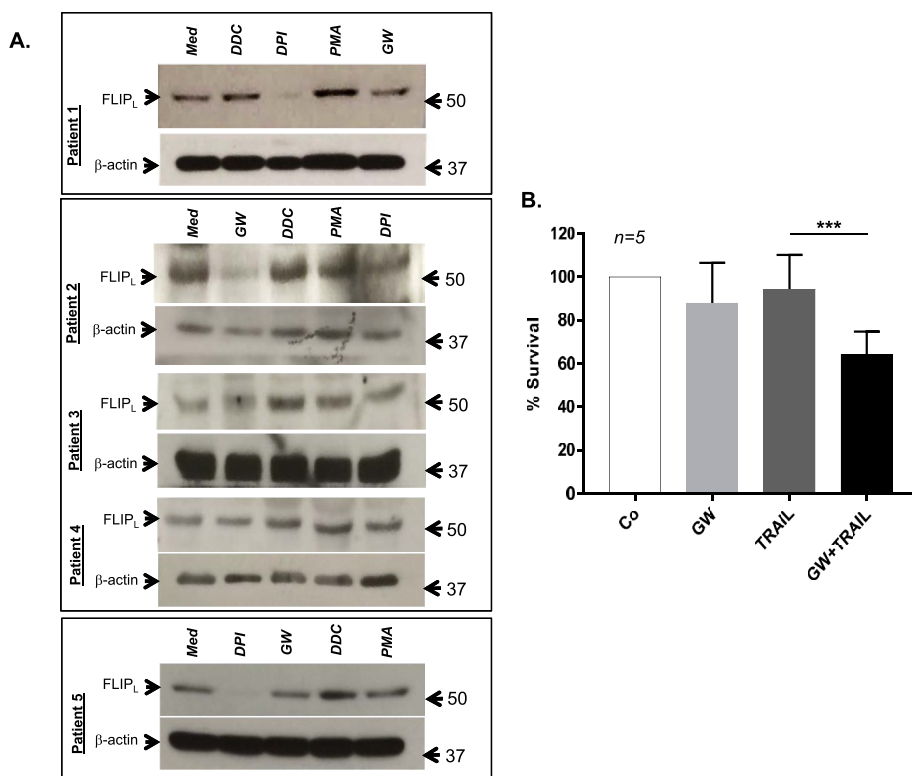 A.
Med DDC DPI PMA GW
Patient 1
FLIPL 50
β-actin 37
Med GW DDC PMA DPI
Patient 2
FLIPL 50
β-actin 37
Patient 3
FLIPL 50
β-actin 37
Patient 4
FLIPL 50
β-actin 37
Med DPI GW DDC PMA
Patient 5
FLIPL 50
β-actin 37
B.
120
n=5
***
100
80
60
40
20
0
% Survival
Co GW TRAIL GW+TRAIL